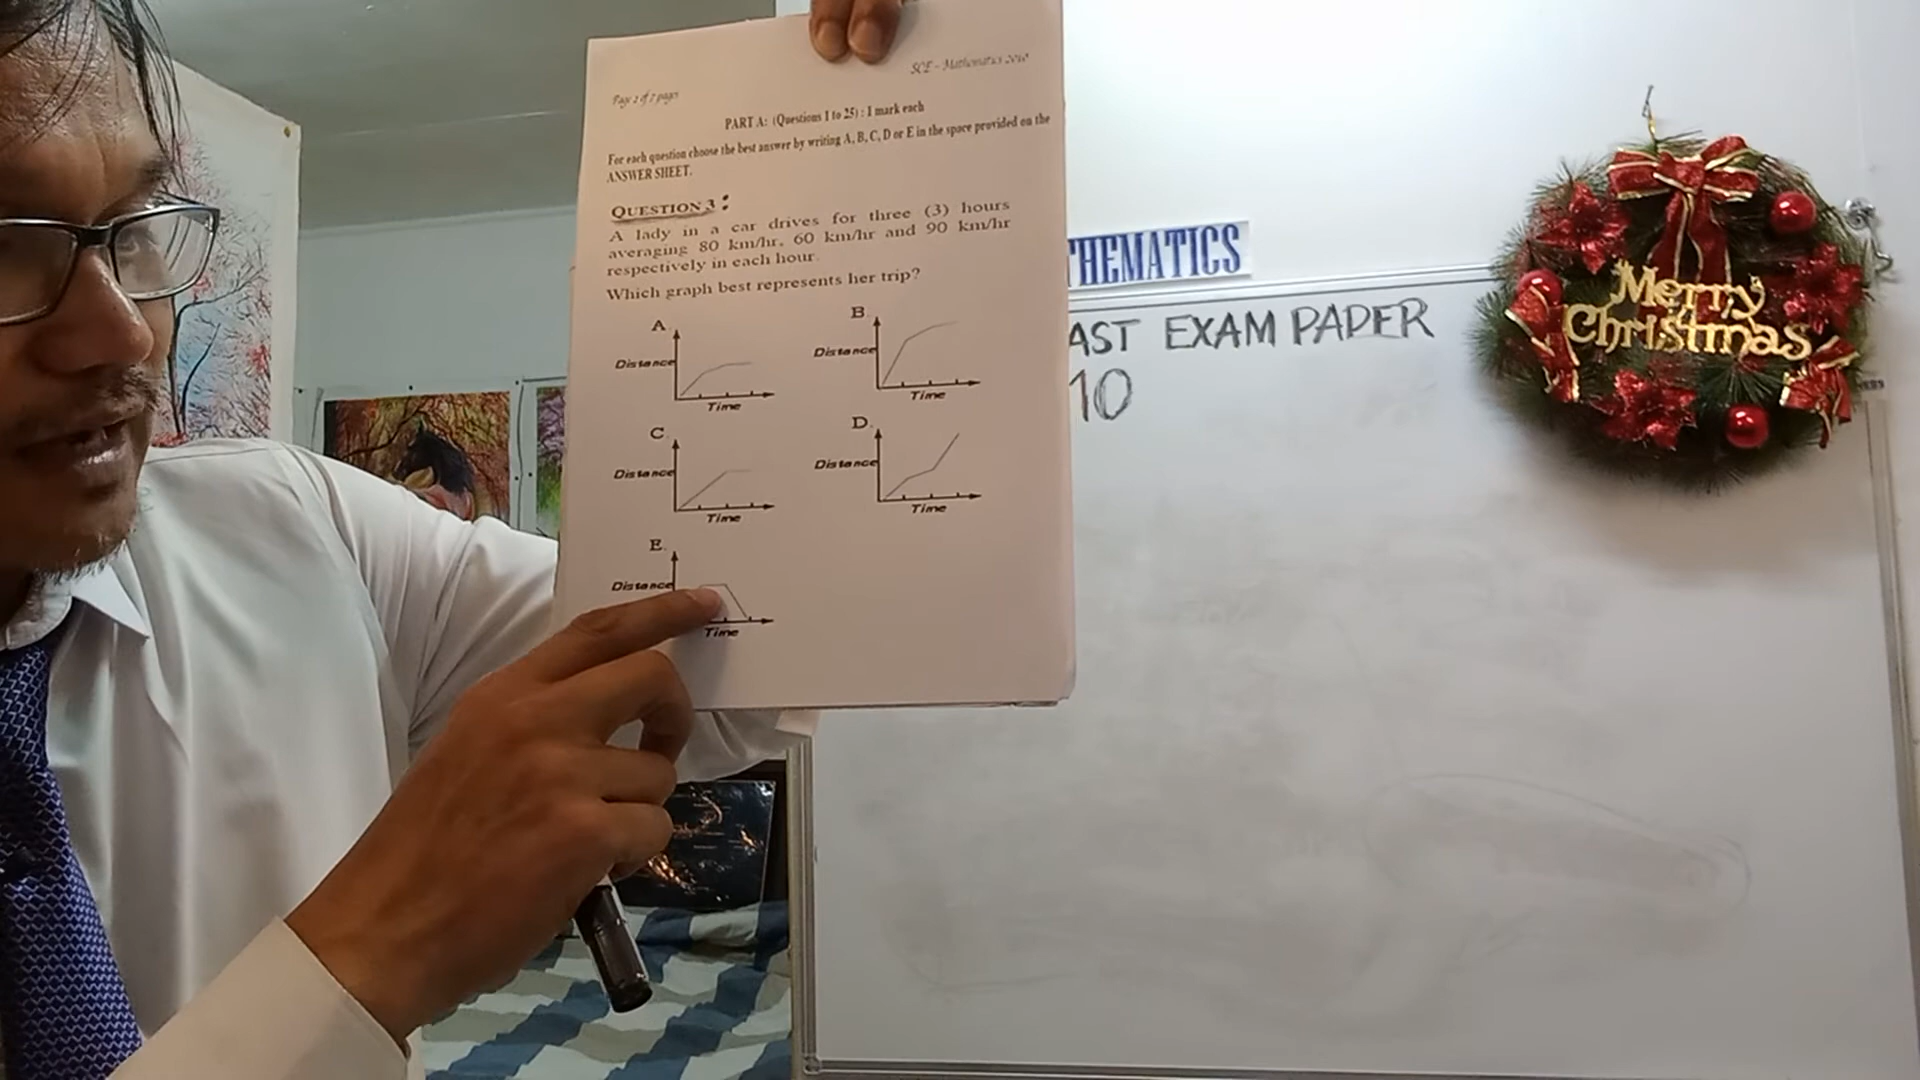 SCE - Mathematics 2010
Page 2 of 7 pages
PART A: (Questions 1 to 25) : 1 mark each
For each question choose the best answer by writing A, B, C, D or E in the space provided on the
ANSWER SHEET.
QUESTION 3 :
A lady in a car drives for three (3) hours
averaging 80 km/hr, 60 km/hr and 90 km/hr
respectively in each hour.
Which graph best represents her trip?
A.
Distance
Time
B.
Distance
Time
C
Distance
Time
D.
Distance
Time
E.
Distance
Time
THEMATICS
AST EXAM PAPER
10
Merry
Christmas